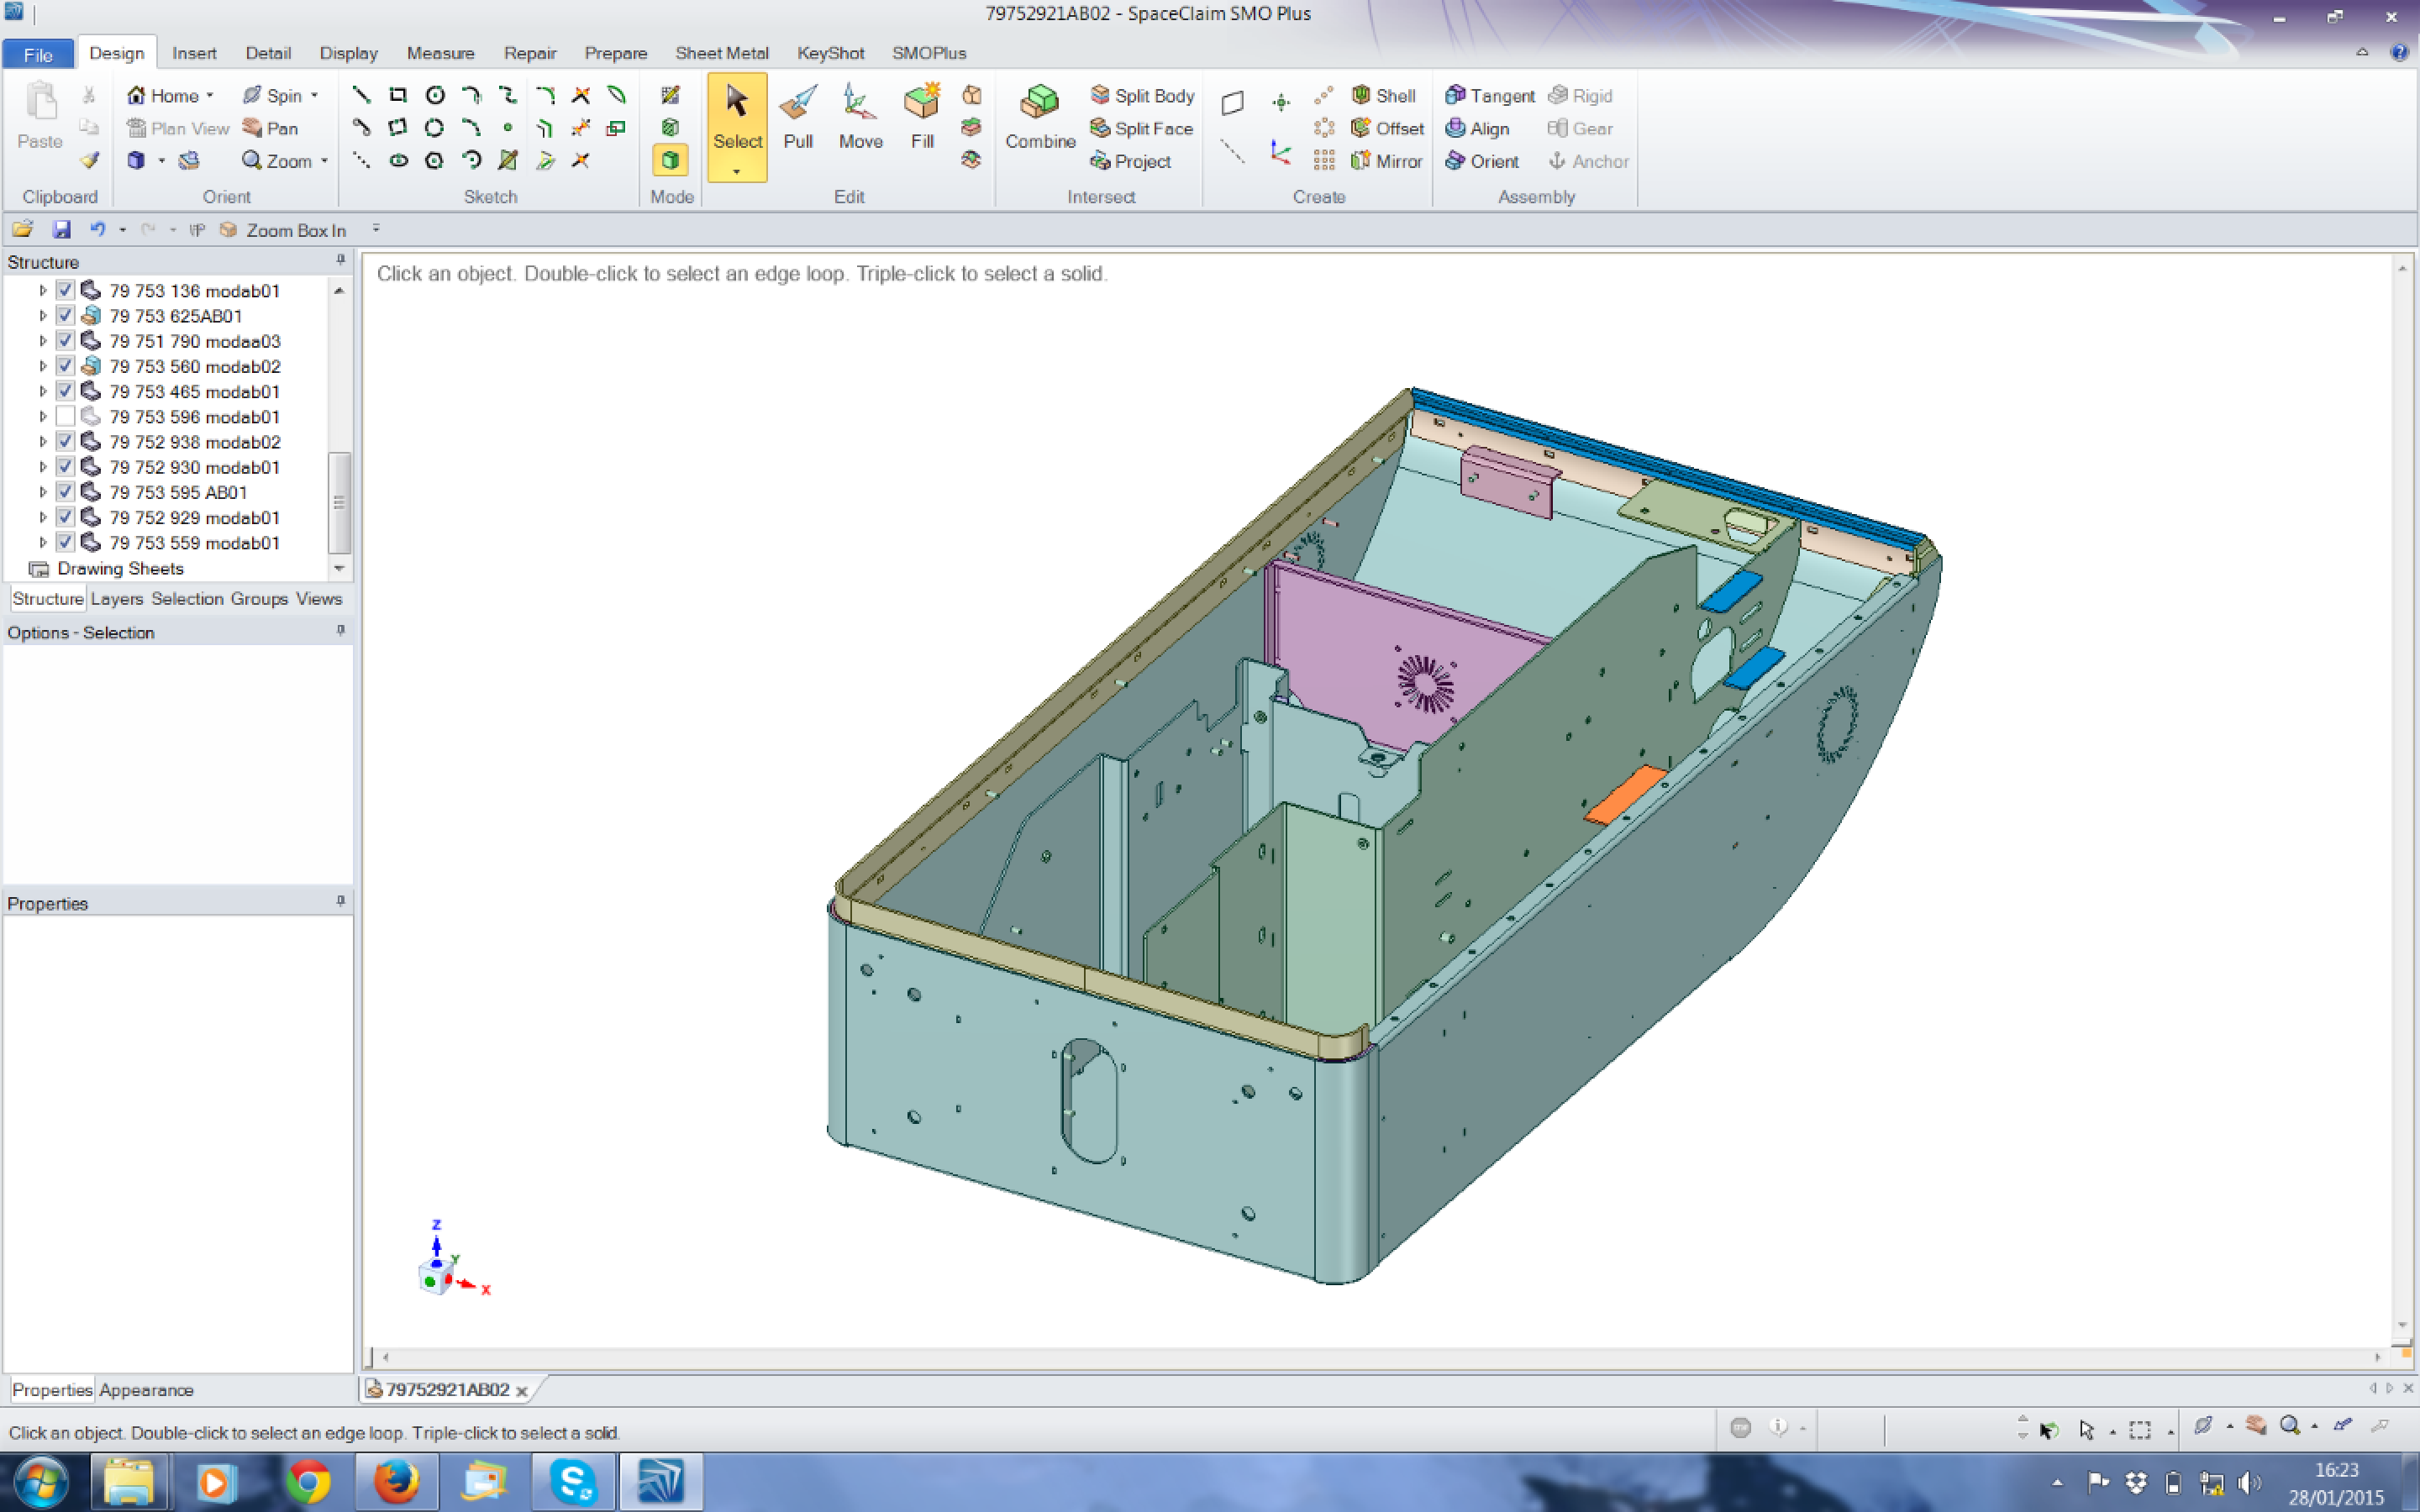 79752921AB02 - SpaceClaim SMO Plus
File Design Insert Detail Display Measure Repair Prepare Sheet Metal KeyShot SMOPlus
Paste
Clipboard
Home Spin
Plan View Pan
Zoom
Orient
Sketch
Mode
Select Pull Move Fill
Edit
Combine
Split Body
Split Face
Project
Intersect
Shell
Offset
Mirror
Create
Tangent Rigid
Align Gear
Orient Anchor
Assembly
Zoom Box In
Structure
79 753 136 modab01
79 753 625AB01
79 751 790 modaa03
79 753 560 modab02
79 753 465 modab01
79 753 596 modab01
79 752 938 modab02
79 752 930 modab01
79 753 595 AB01
79 752 929 modab01
79 753 559 modab01
Drawing Sheets
Structure Layers Selection Groups Views
Options - Selection
Properties
Properties Appearance
Click an object. Double-click to select an edge loop. Triple-click to select a solid.
Z
Y
X
79752921AB02
Click an object. Double-click to select an edge loop. Triple-click to select a solid.
16:23
28/01/2015